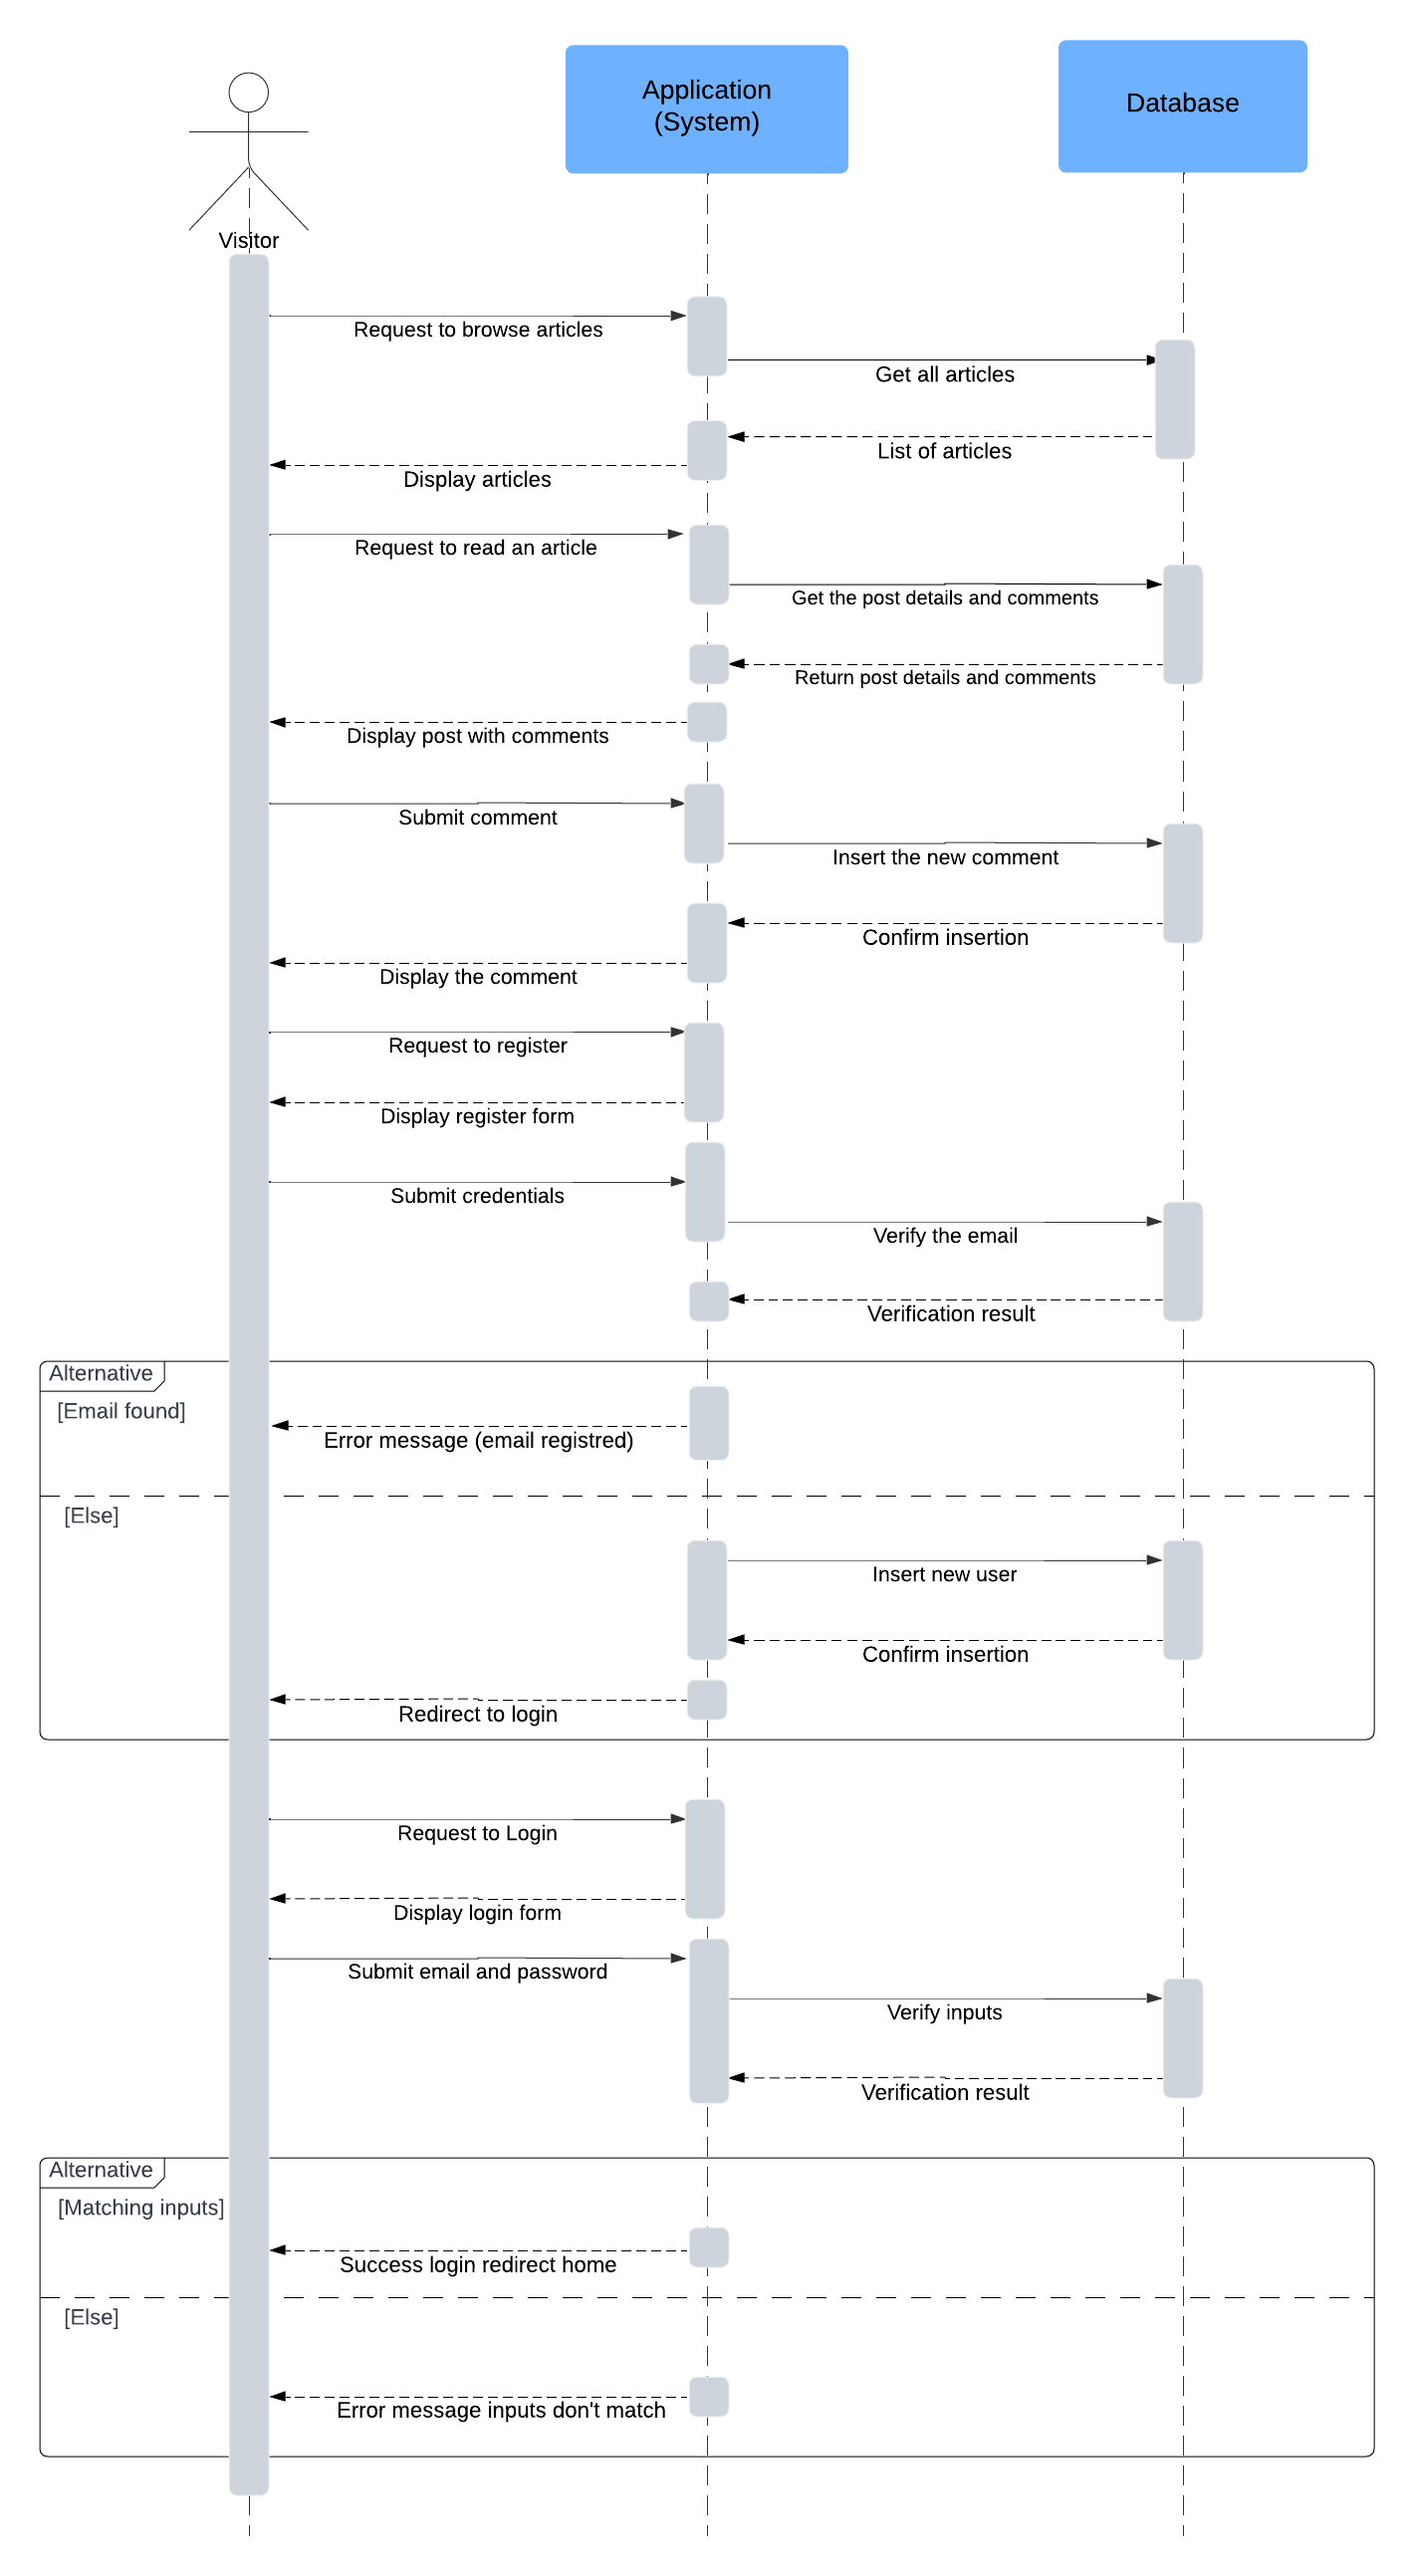 Application
(System)
Database
Visitor
Request to browse articles
Get all articles
List of articles
Display articles
Request to read an article
Get the post details and comments
Return post details and comments
Display post with comments
Submit comment
Insert the new comment
Confirm insertion
Display the comment
Request to register
Display register form
Submit credentials
Verify the email
Verification result
Alternative
[Email found]
Error message (email registred)
[Else]
Insert new user
Confirm insertion
Redirect to login
Request to Login
Display login form
Submit email and password
Verify inputs
Verification result
Alternative
[Matching inputs]
Success login redirect home
[Else]
Error message inputs don't match